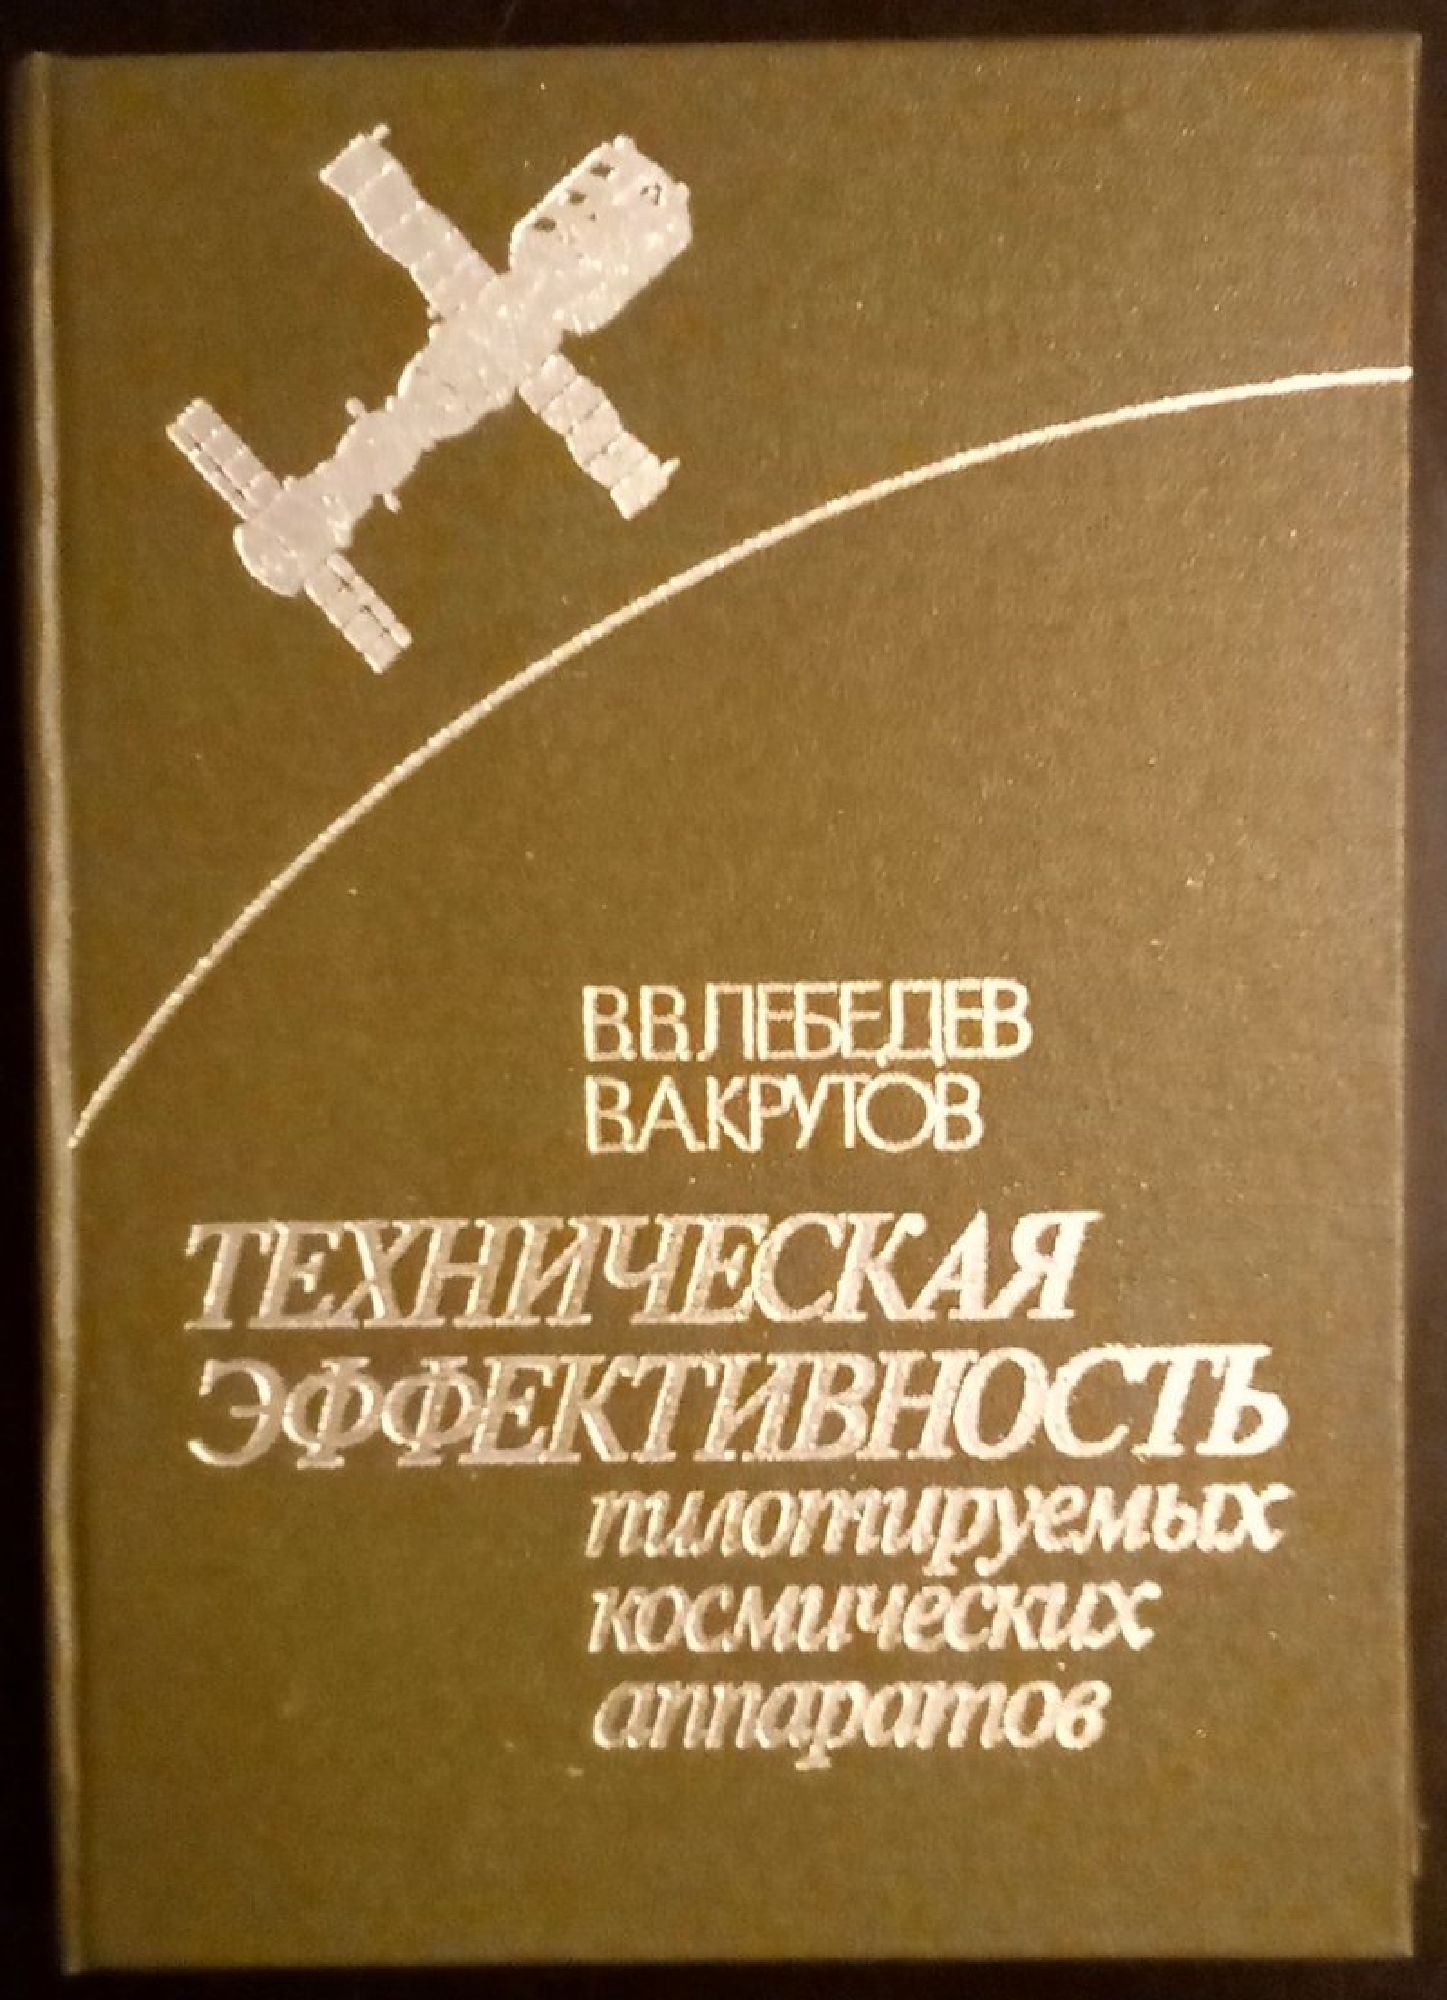 В.В.ЛЕБЕДЕВ
В.А.КРУТОВ
ТЕХНИЧЕСКАЯ
ЭФФЕКТИВНОСТЬ
пилотируемых
космических
аппаратов